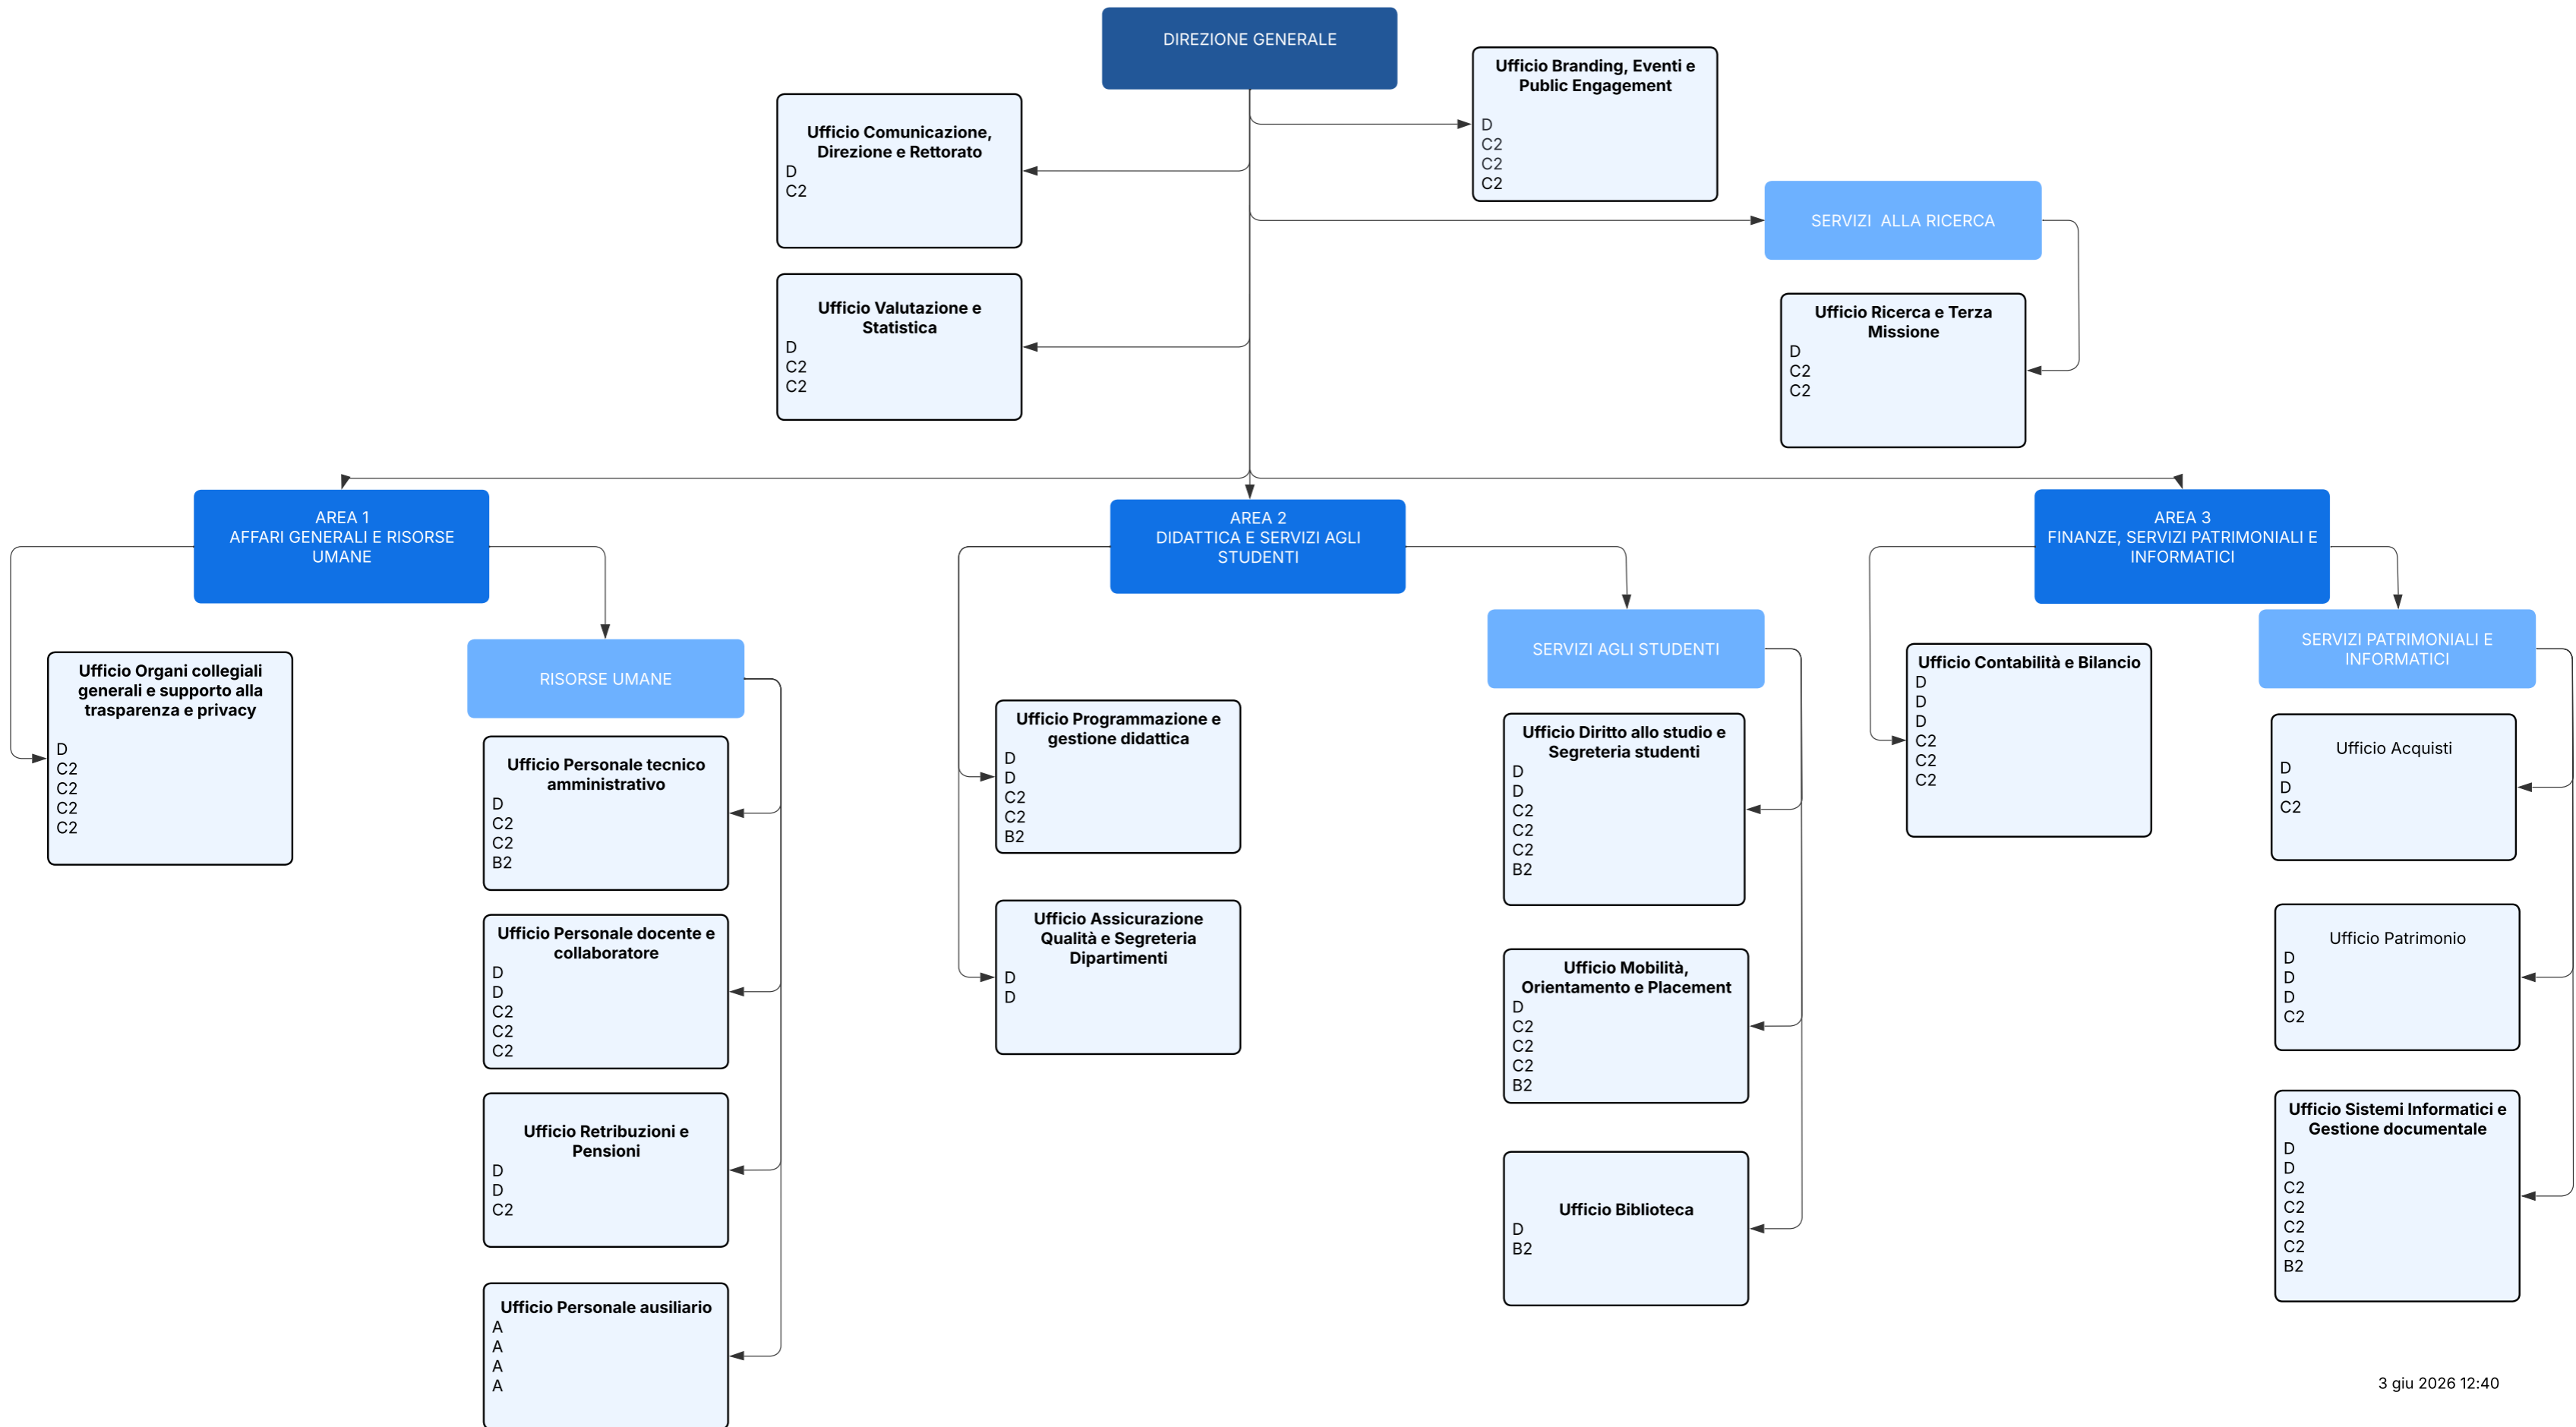 DIREZIONE GENERALE
Ufficio Branding, Eventi e
Public Engagement
D
C2
C2
C2
Ufficio Comunicazione,
Direzione e Rettorato
D
C2
SERVIZI  ALLA RICERCA
Ufficio Valutazione e
Statistica
D
C2
C2
Ufficio Ricerca e Terza
Missione
D
C2
C2
AREA 1
AFFARI GENERALI E RISORSE
UMANE
Ufficio Organi collegiali
generali e supporto alla
trasparenza e privacy
D
C2
C2
C2
C2
RISORSE UMANE
Ufficio Personale tecnico
amministrativo
D
C2
C2
B2
Ufficio Personale docente e
collaboratore
D
D
C2
C2
C2
Ufficio Retribuzioni e
Pensioni
D
D
C2
Ufficio Personale ausiliario
A
A
A
A
AREA 2
DIDATTICA E SERVIZI AGLI
STUDENTI
Ufficio Programmazione e
gestione didattica
D
D
C2
C2
B2
Ufficio Assicurazione
Qualità e Segreteria
Dipartimenti
D
D
SERVIZI AGLI STUDENTI
Ufficio Diritto allo studio e
Segreteria studenti
D
D
C2
C2
C2
B2
Ufficio Mobilità,
Orientamento e Placement
D
C2
C2
C2
B2
Ufficio Biblioteca
D
B2
AREA 3
FINANZE, SERVIZI PATRIMONIALI E
INFORMATICI
Ufficio Contabilità e Bilancio
D
D
D
C2
C2
C2
SERVIZI PATRIMONIALI E
INFORMATICI
Ufficio Acquisti
D
D
C2
Ufficio Patrimonio
D
D
D
C2
Ufficio Sistemi Informatici e
Gestione documentale
D
D
C2
C2
C2
C2
B2
3 giu 2026 12:40